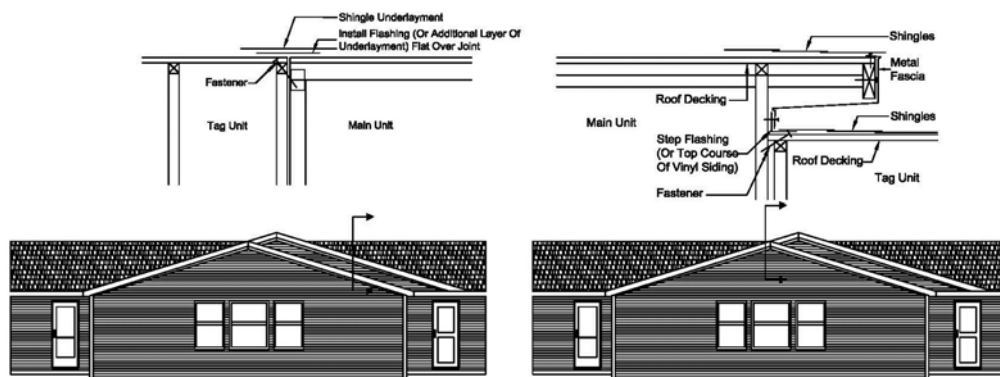 Shingle Underlayment
Install Flashing (Or Additional Layer Of
Underlayment) Flat Over Joint
Fastener
Tag Unit
Main Unit
Shingles
Metal
Fascia
Roof Decking
Main Unit
Shingles
Step Flashing
(Or Top Course
Of Vinyl Siding)
Roof Decking
Fastener
Tag Unit